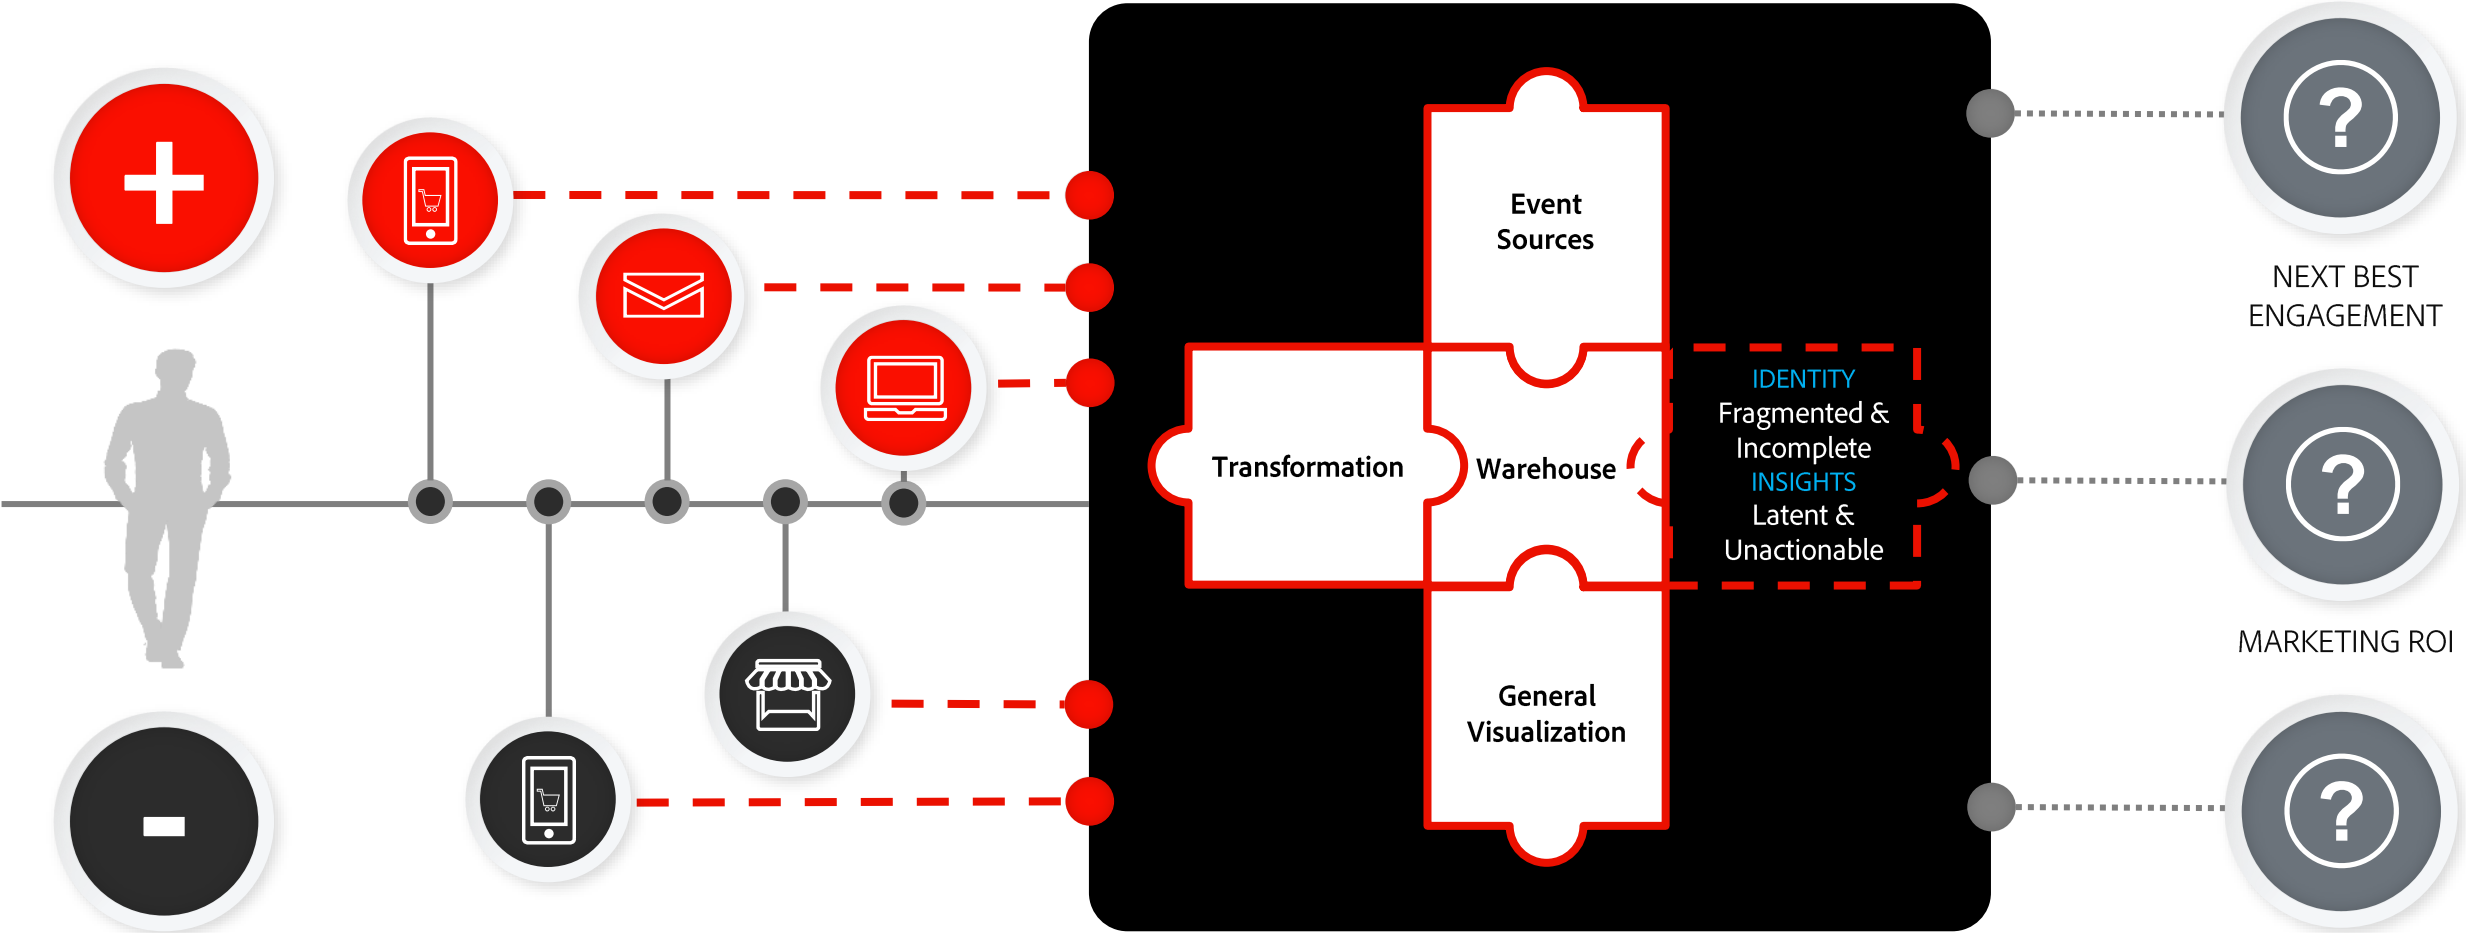 +
-
Event
Sources
Transformation
Warehouse
IDENTITY
Fragmented &
Incomplete
INSIGHTS
Latent &
Unactionable
General
Visualization
?
NEXT BEST
ENGAGEMENT
?
MARKETING ROI
?